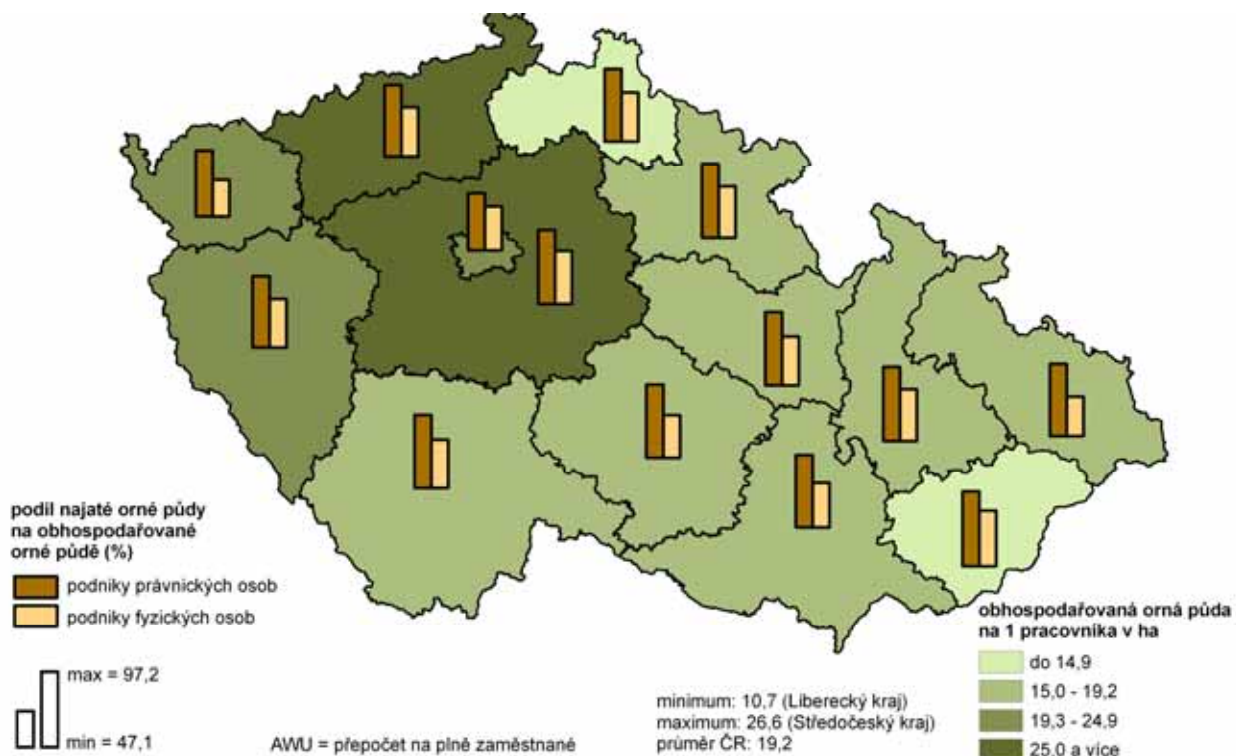 podíl najaté orné půdy
na obhospodařované
orné půdě (%)
podniky právnických osob
podniky fyzických osob
max = 97,2
min = 47,1
AWU = přepočet na plně zaměstnané
minimum: 10,7 (Liberecký kraj)
maximum: 26,6 (Středočeský kraj)
průměr ČR: 19,2
obhospodařovaná orná půda
na 1 pracovníka v ha
do 14,9
15,0 - 19,2
19,3 - 24,9
25,0 a více